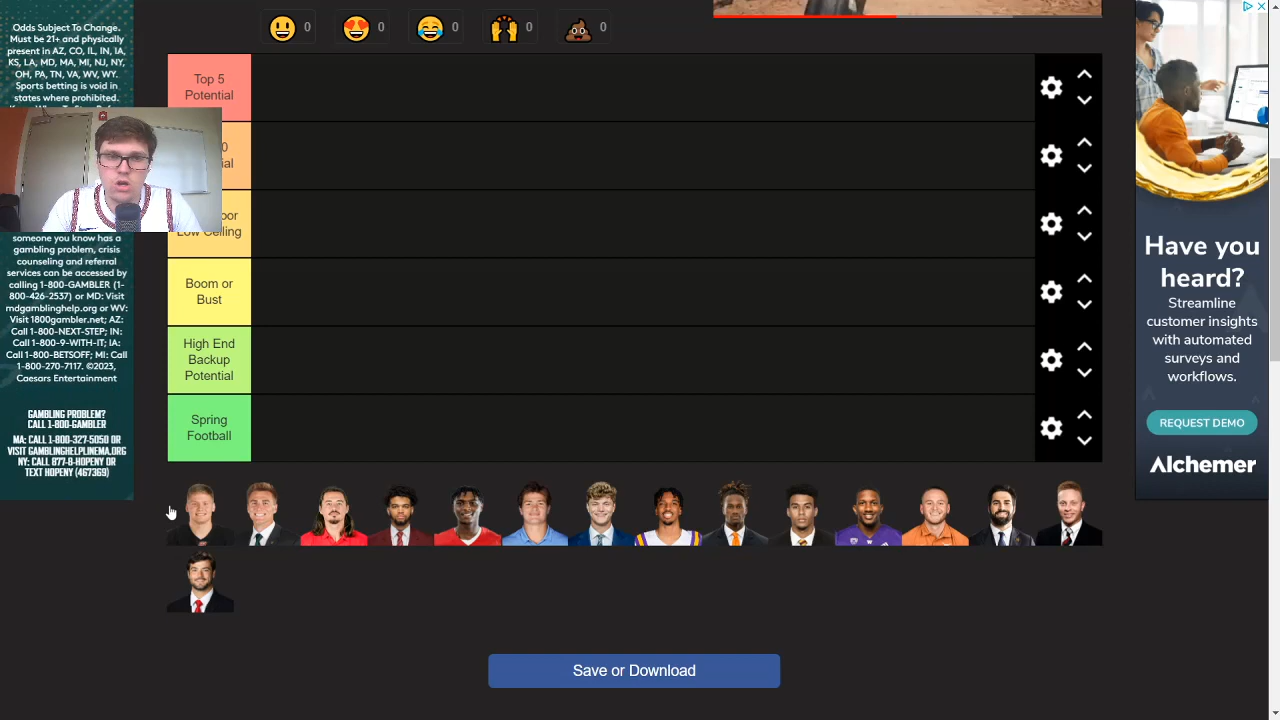 Odds Subject To Change.
Must be 21+ and physically
present in AZ, CO, IL, IN, IA,
KS, LA, MD, MA, MI, NJ, NY,
OH, PA, TN, VA, WV, WY.
Sports betting is void in
states where prohibited.
0
0
0
0
0
Top 5
Potential
0
Low Ceiling
Boom or
Bust
High End
Backup
Potential
Spring
Football
someone you know has a
gambling problem, crisis
counseling and referral
services can be accessed by
calling 1-800-GAMBLER (1-
800-426-2537) or MD: Visit
mdgamblinghelp.org or WV:
Visit 1800gambler.net; AZ:
Call 1-800-NEXT-STEP; IN:
Call 1-800-9-WITH-IT; IA:
Call 1-800-BETSOFF; MI: Call
1-800-270-7117. ©2023,
Caesars Entertainment
GAMBLING PROBLEM?
CALL 1-800-GAMBLER
MA: CALL 1-800-327-5050 OR
VISIT GAMBLINGHELPLINEMA.ORG
NY: CALL 877-8-HOPENY OR
TEXT HOPENY (467369)
Save or Download
Have you
heard?
Streamline
customer insights
with automated
surveys and
workflows.
REQUEST DEMO
Alchemer